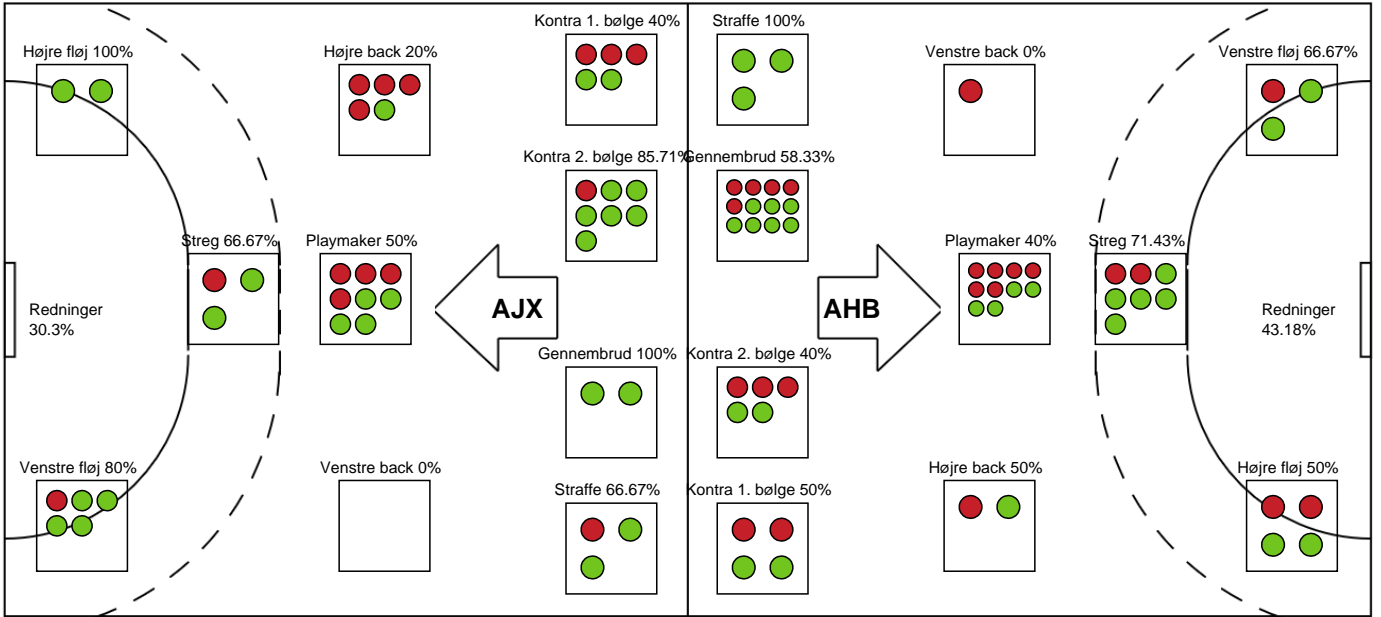 Kontra 1. bølge 40%
Straffe 100%
Højre fløj 100%
Højre back 20%
Venstre back 0%
Venstre fløj 66.67%
Kontra 2. bølge 85.71%
Gennembrud 58.33%
Streg 66.67%
Playmaker 50%
Playmaker 40%
Streg 71.43%
Redninger
30.3%
AJX
AHB
Redninger
43.18%
Gennembrud 100%
Kontra 2. bølge 40%
Venstre fløj 80%
Venstre back 0%
Højre back 50%
Højre fløj 50%
Straffe 66.67%
Kontra 1. bølge 50%